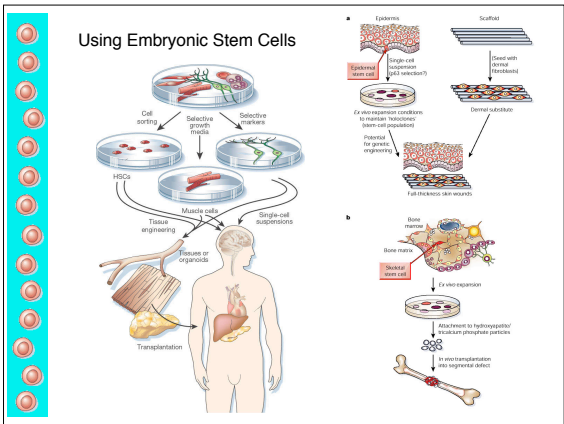 Using Embryonic Stem Cells
Cell
sorting
Selective
growth
media
Selective
markers
HSCs
Muscle cells
Tissue
engineering
Single-cell
suspensions
Tissues or
organoids
Transplantation
a
Epidermis
Scaffold
Epidermal
stem cell
Single-cell
suspension
(p63 selection?)
(Seed with
dermal
fibroblasts)
Ex vivo expansion conditions
to maintain 'holoclones'
(stem-cell population)
Dermal substitute
Potential
for genetic
engineering
Full-thickness skin wounds
b
Bone
marrow
Bone matrix
Skeletal
stem cell
Ex vivo expansion
Attachment to hydroxyapatite/
tricalcium phosphate particles
In vivo transplantation
into segmental defect